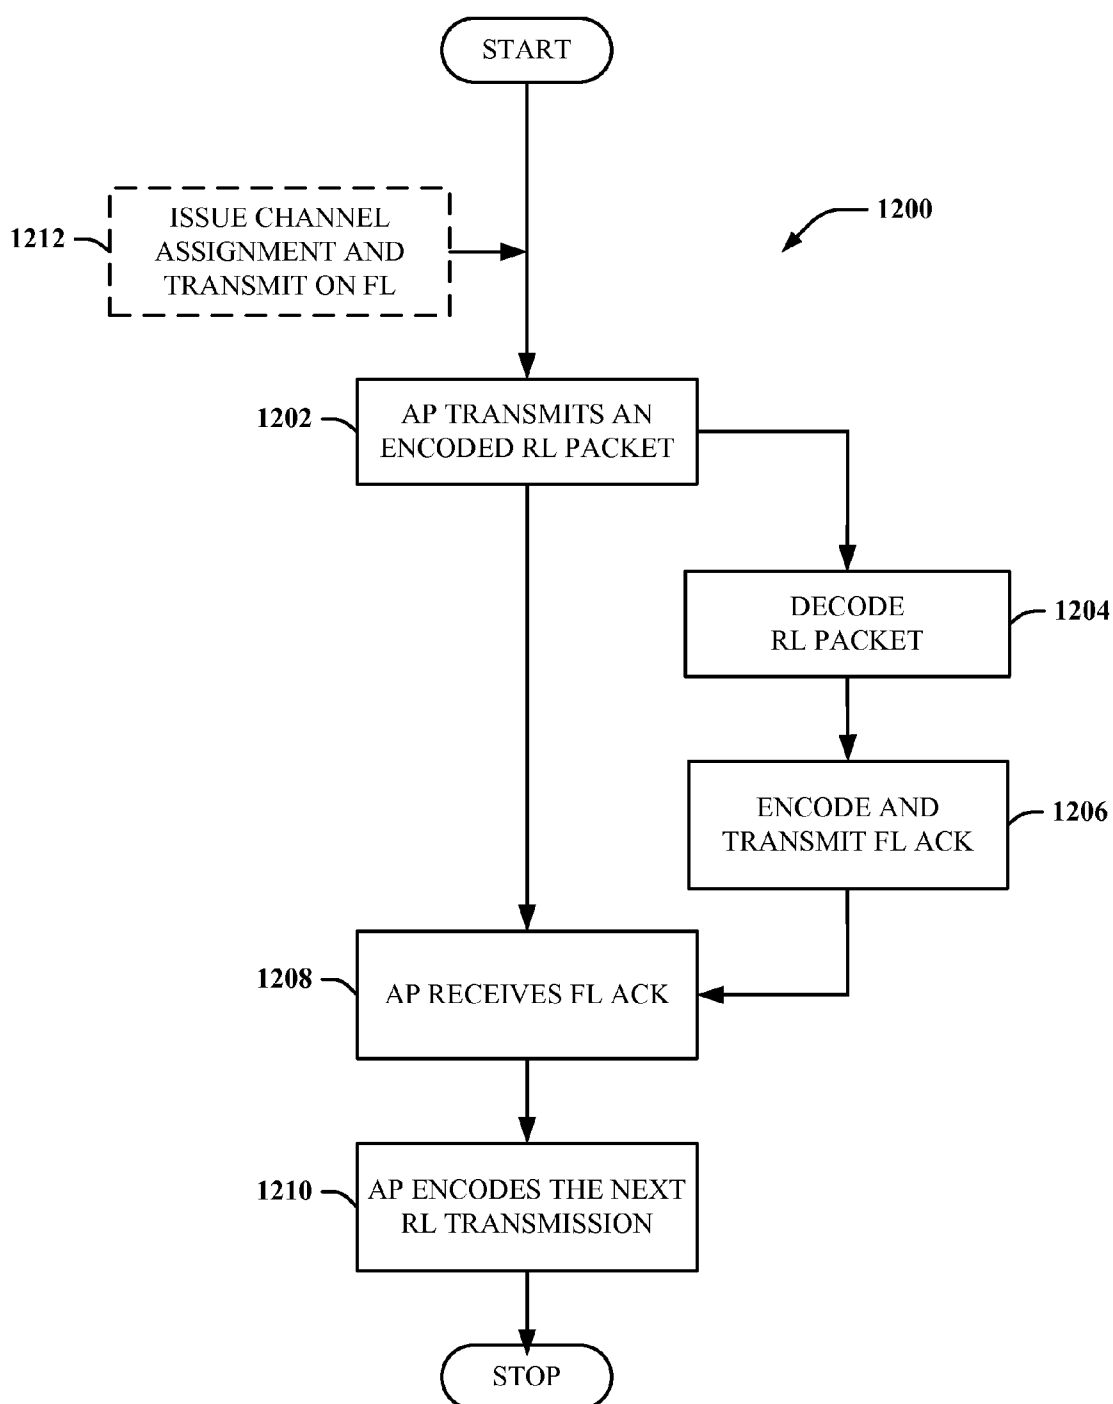 START
1212
ISSUE CHANNEL
ASSIGNMENT AND
TRANSMIT ON FL
1200
1202
AP TRANSMITS AN
ENCODED RL PACKET
DECODE
RL PACKET
1204
ENCODE AND
TRANSMIT FL ACK
1206
1208
AP RECEIVES FL ACK
1210
AP ENCODES THE NEXT
RL TRANSMISSION
STOP